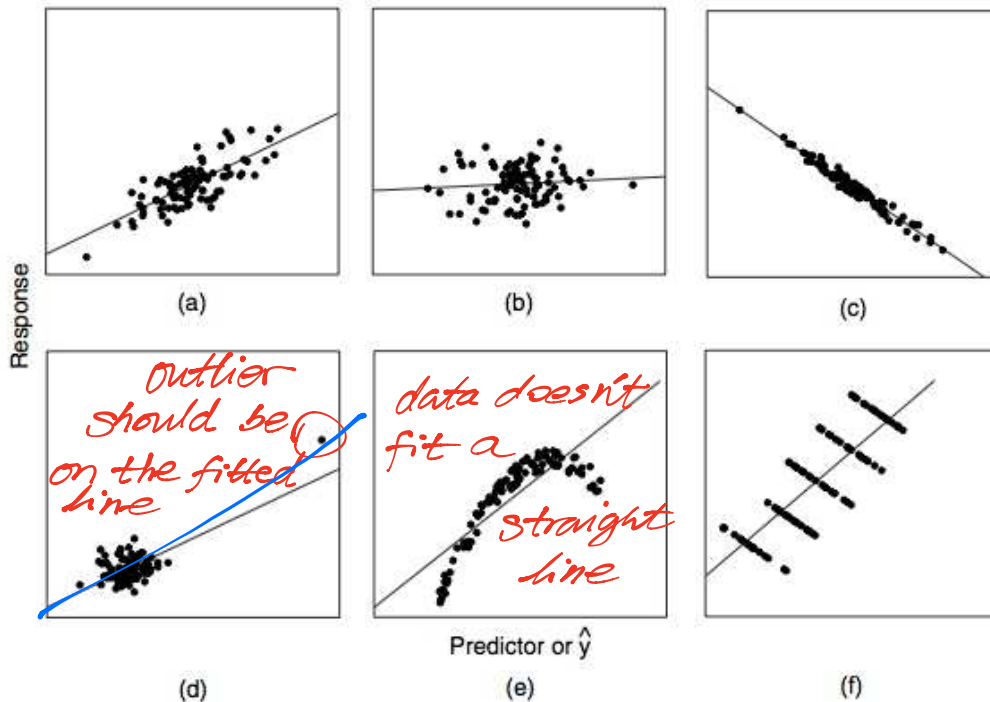 Response
(a)
(b)
(c)
outlier
should be
on the fitted
line
data doesn't
fit a
straight
line
Predictor or ŷ
(d)
(e)
(f)